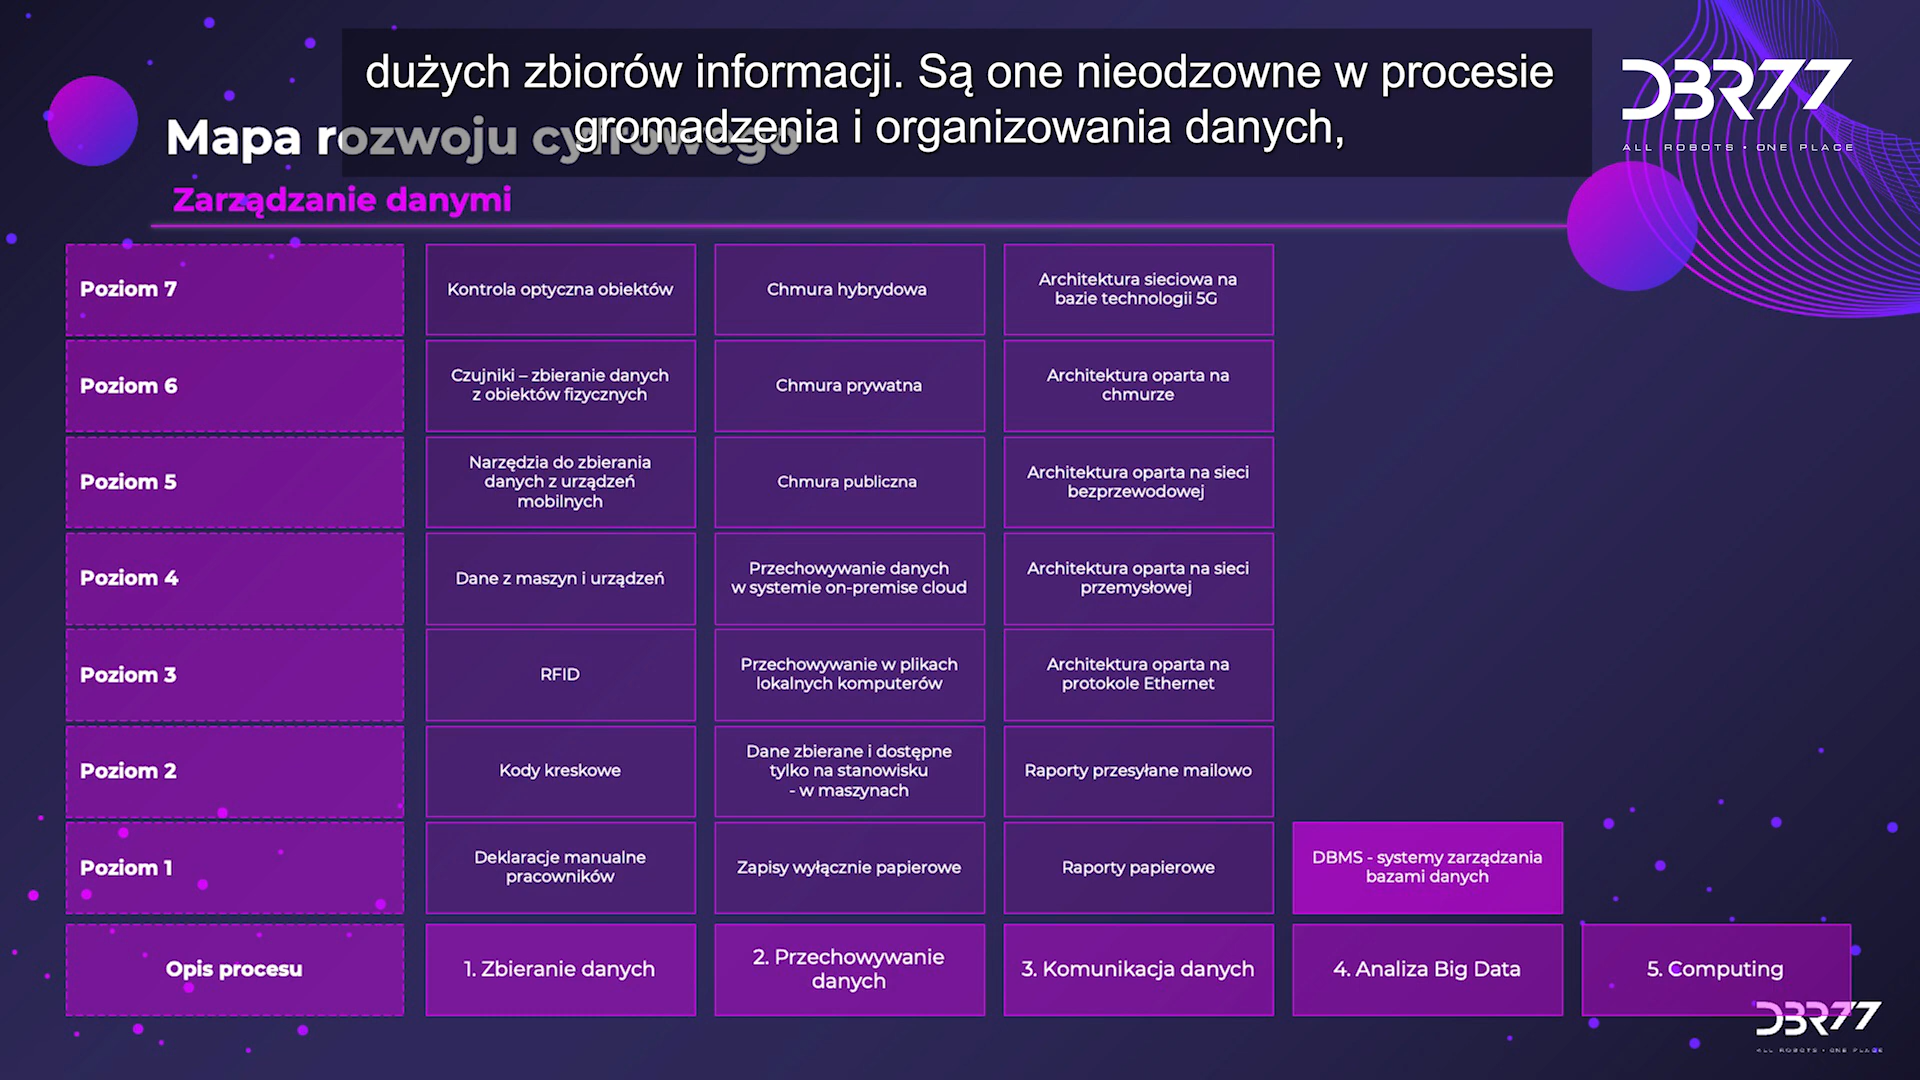 dużych zbiorów informacji. Są one nieodzowne w procesie
gromadzenia i organizowania danych,
DBR77
ALL ROBOTS • ONE PLACE
Mapa rozwoju cyfrowego
Zarządzanie danymi
Poziom 7
Kontrola optyczna obiektów
Chmura hybrydowa
Architektura sieciowa na
bazie technologii 5G
Poziom 6
Czujniki – zbieranie danych
z obiektów fizycznych
Chmura prywatna
Architektura oparta na
chmurze
Poziom 5
Narzędzia do zbierania
danych z urządzeń
mobilnych
Chmura publiczna
Architektura oparta na sieci
bezprzewodowej
Poziom 4
Dane z maszyn i urządzeń
Przechowywanie danych
w systemie on-premise cloud
Architektura oparta na sieci
przemysłowej
Poziom 3
RFID
Przechowywanie w plikach
lokalnych komputerów
Architektura oparta na
protokole Ethernet
Poziom 2
Kody kreskowe
Dane zbierane i dostępne
tylko na stanowisku
- w maszynach
Raporty przesyłane mailowo
Poziom 1
Deklaracje manualne
pracowników
Zapisy wyłącznie papierowe
Raporty papierowe
DBMS - systemy zarządzania
bazami danych
Opis procesu
1. Zbieranie danych
2. Przechowywanie
danych
3. Komunikacja danych
4. Analiza Big Data
5. Computing
DBR77
ALL ROBOTS • ONE PLACE